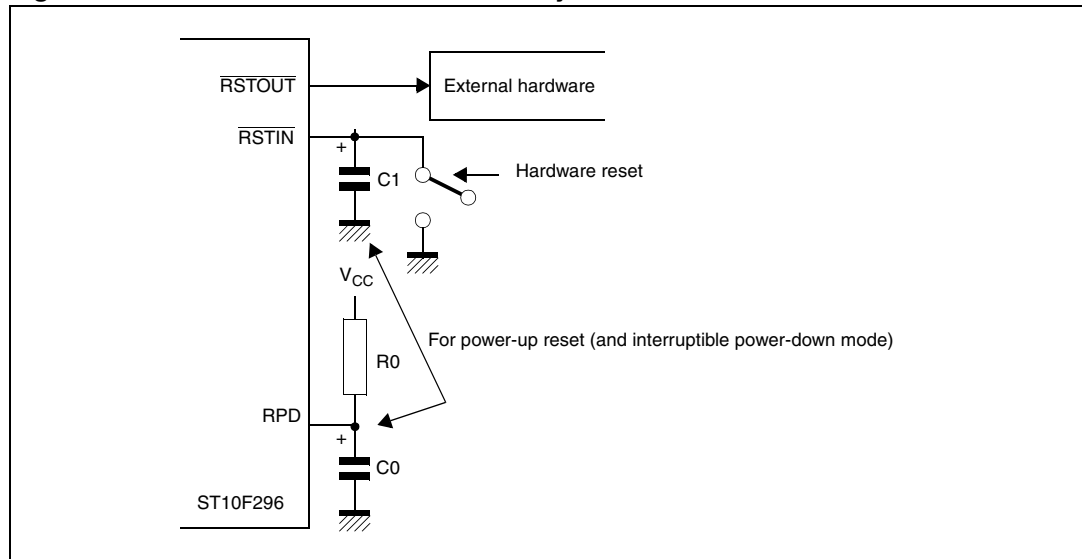 RSTOUT
External hardware
RSTIN
+
C1
Hardware reset
VCC
For power-up reset (and interruptible power-down mode)
R0
RPD
+
C0
ST10F296